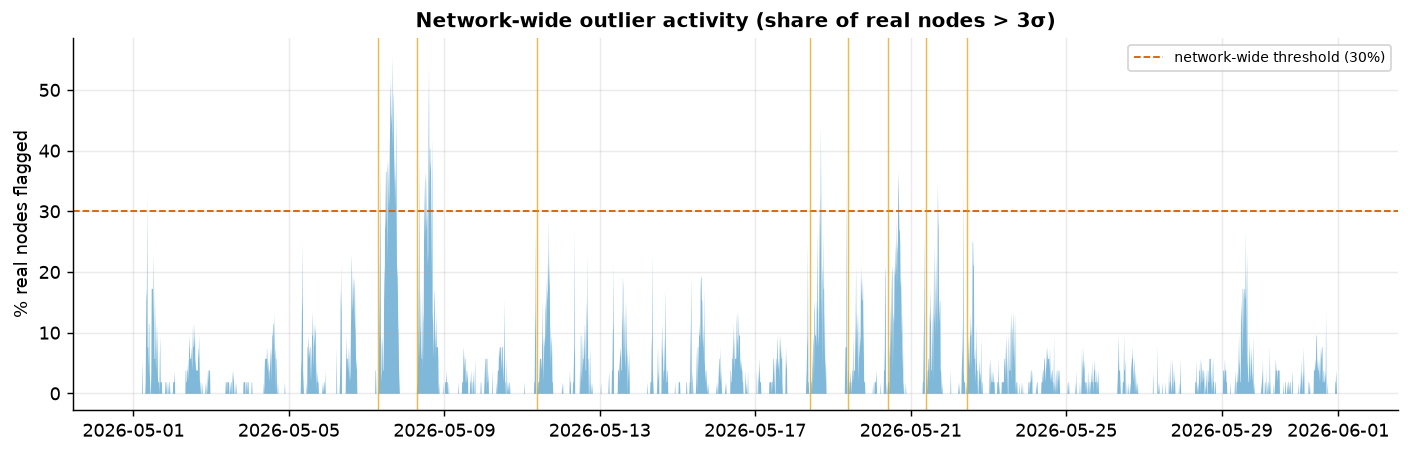 Network-wide outlier activity (share of real nodes > 3σ)
network-wide threshold (30%)
% real nodes flagged
50
40
30
20
10
0
2026-05-01 2026-05-05 2026-05-09 2026-05-13 2026-05-17 2026-05-21 2026-05-25 2026-05-29 2026-06-01